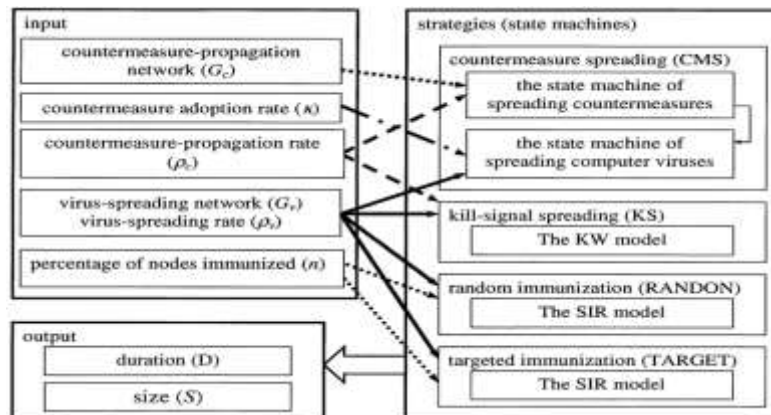 input
countermeasure-propagation
network (Gc)
countermeasure adoption rate (κ)
countermeasure-propagation rate
(ρc)
virus-spreading network (Gv)
virus-spreading rate (ρv)
percentage of nodes immunized (n)
output
duration (D)
size (S)
strategies (state machines)
countermeasure spreading (CMS)
the state machine of
spreading countermeasures
the state machine of
spreading computer viruses
kill-signal spreading (KS)
The KW model
random immunization (RANDON)
The SIR model
targeted immunization (TARGET)
The SIR model